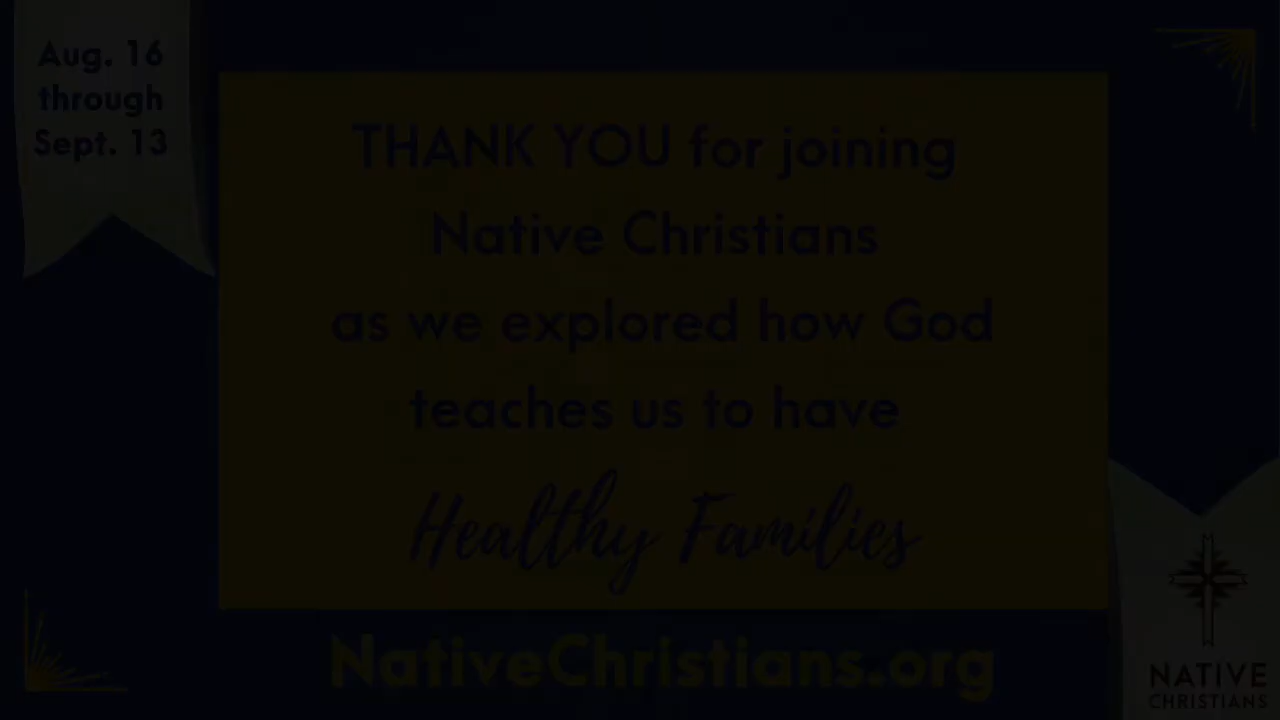 Aug. 16
through
Sept. 13
THANK YOU for joining
Native Christians
as we explored how God
teaches us to have
Healthy Families
NativeChristians.org
NATIVE
CHRISTIANS